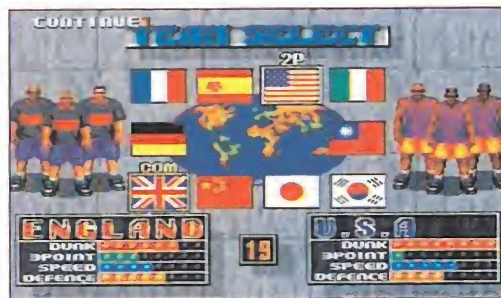 CONTINUE
TEAM SELECT
2P
COM
ENGLAND
DUNK
3POINT
SPEED
DEFENCE
19
U.S.A
DUNK
3POINT
SPEED
DEFENCE